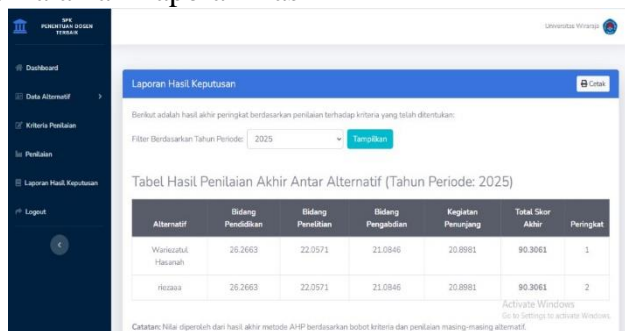 SPK
PENENTUAN DOSEN
TERBAIK
Universitas Wiraraja
Dashboard
Data Alternatif
Kriteria Penilaian
Penilaian
Laporan Hasil Keputusan
Logout
Laporan Hasil Keputusan
Cetak
Berikut adalah hasil akhir peringkat berdasarkan penilaian terhadap kriteria yang telah ditentukan:
Filter Berdasarkan Tahun Periode: 2025 Tampilkan
Tabel Hasil Penilaian Akhir Antar Alternatif (Tahun Periode: 2025)
Alternatif Bidang Pendidikan Bidang Penelitian Bidang Pengabdian Kegiatan Penunjang Total Skor Akhir Peringkat
Wariezatul Hasanah 26.2663 22.0571 21.0846 20.8981 90.3061 1
riezaaa 26.2663 22.0571 21.0846 20.8981 90.3061 2
Activate Windows
Go to Settings to activate Windows.
Catatan: Nilai diperoleh dari hasil akhir metode AHP berdasarkan bobot kriteria dan penilaian masing-masing alternatif.